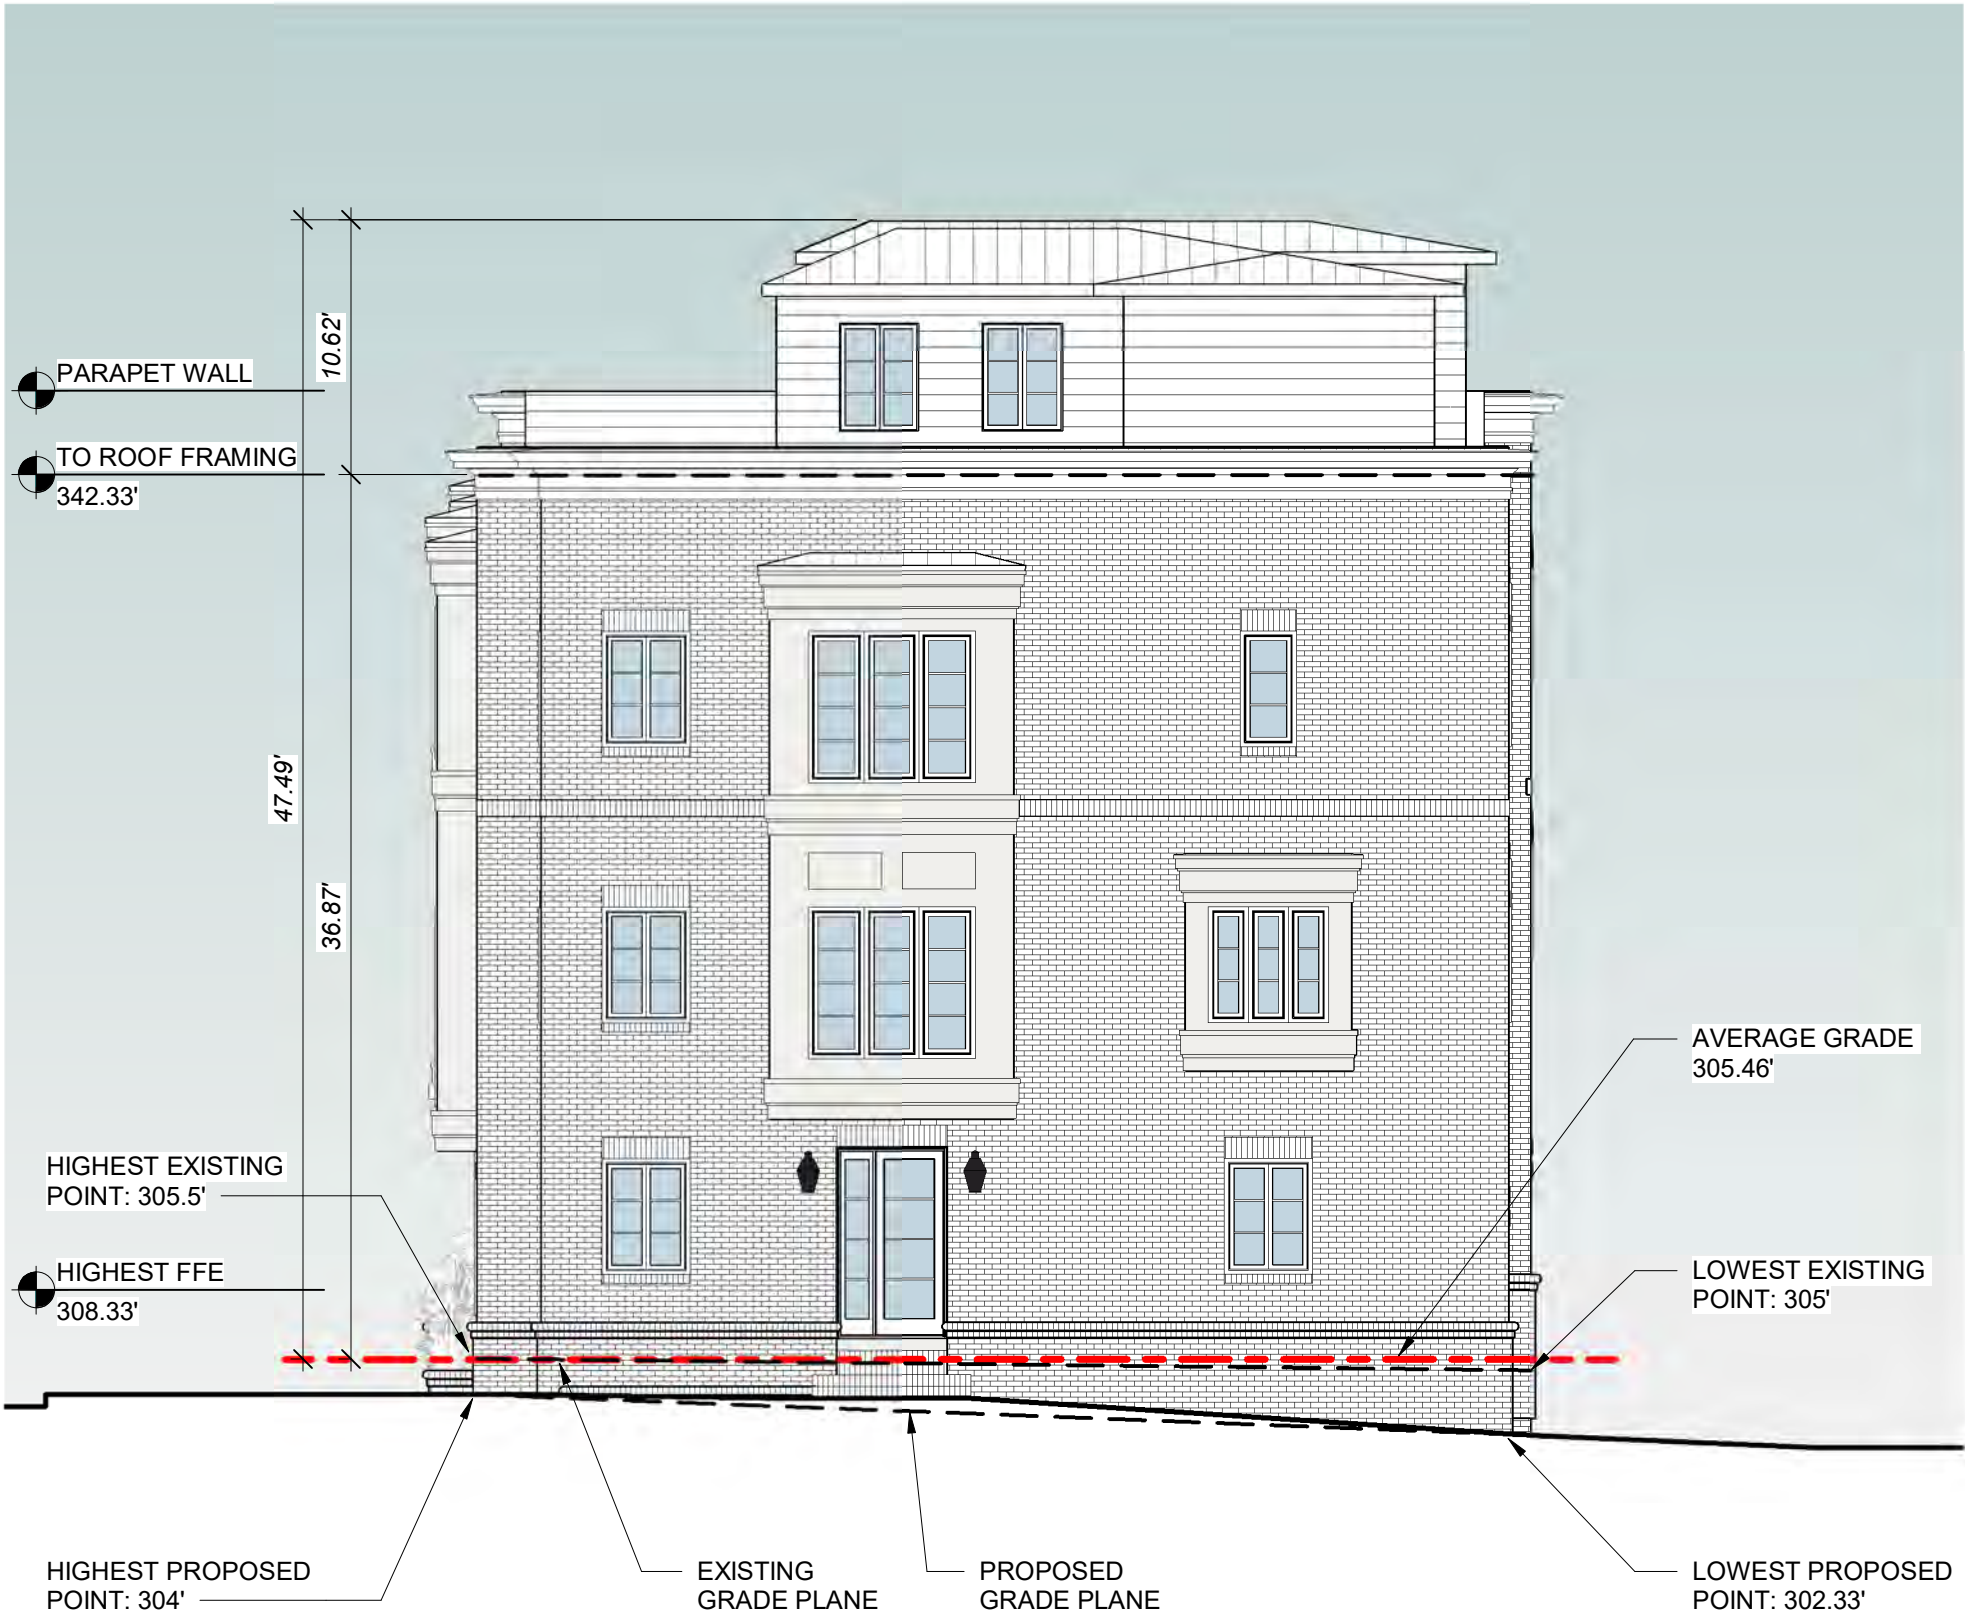 10.62'
PARAPET WALL
TO ROOF FRAMING
342.33'
47.49'
36.87'
AVERAGE GRADE
305.46'
HIGHEST EXISTING
POINT: 305.5'
HIGHEST FFE
308.33'
LOWEST EXISTING
POINT: 305'
HIGHEST PROPOSED
POINT: 304'
EXISTING
GRADE PLANE
PROPOSED
GRADE PLANE
LOWEST PROPOSED
POINT: 302.33'